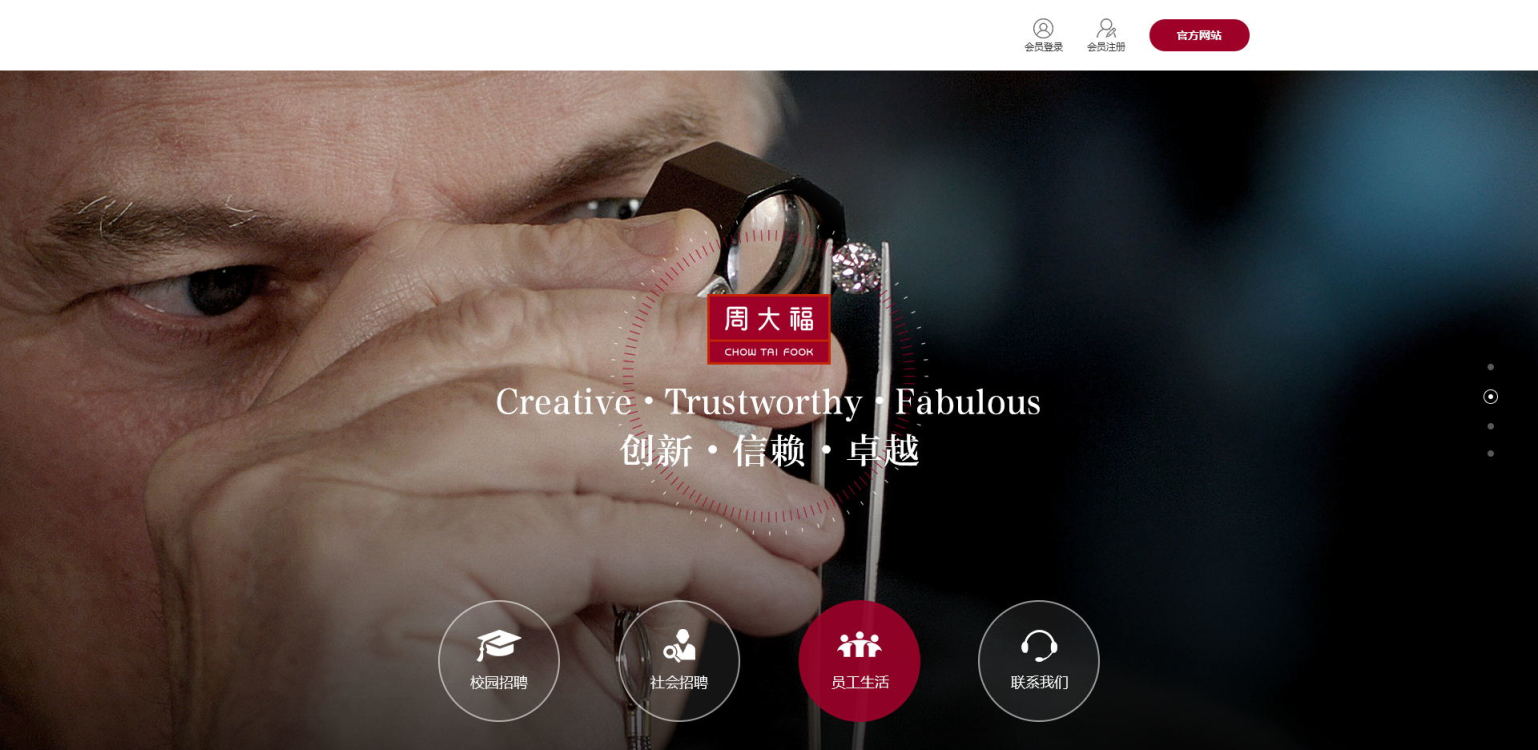 会员登录
会员注册
官方网站
周大福
CHOW TAI FOOK
Creative・Trustworthy・Fabulous
创新・信赖・卓越
校园招聘
社会招聘
员工生活
联系我们